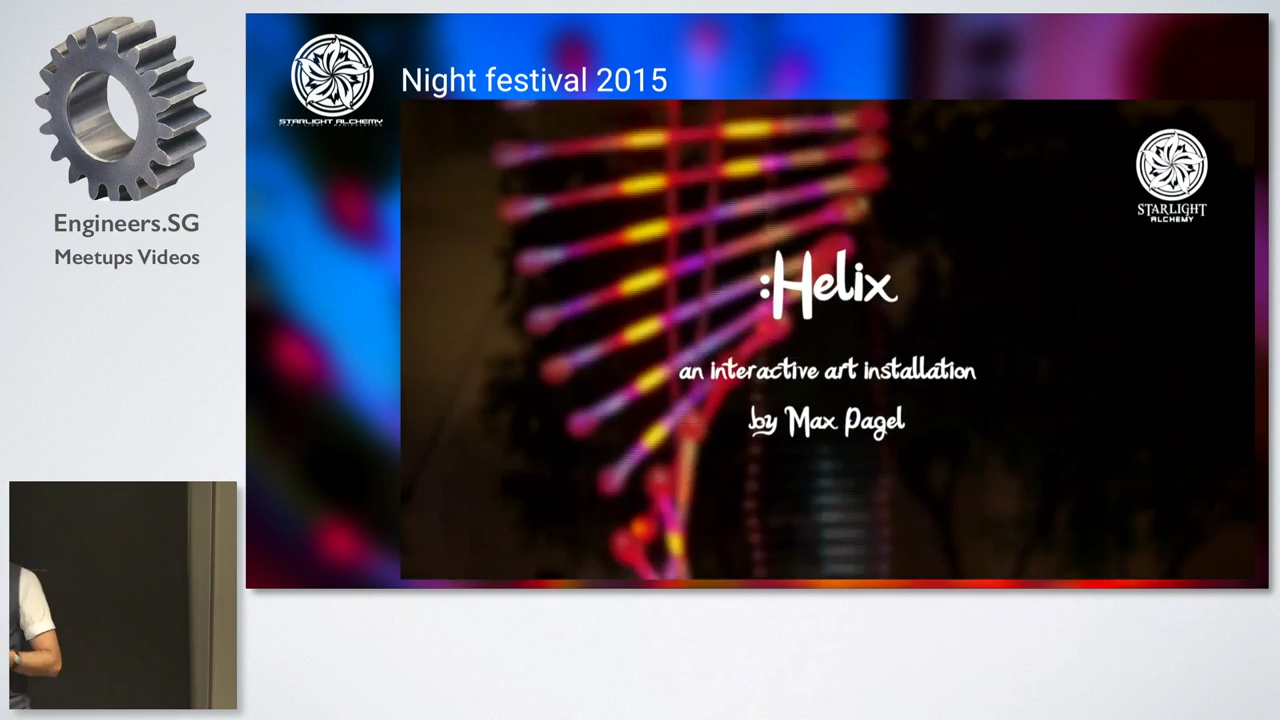 Engineers.SG
Meetups Videos
STARLIGHT ALCHEMY
Night festival 2015
STARLIGHT
ALCHEMY
:Helix
an interactive art installation
by Max Pagel